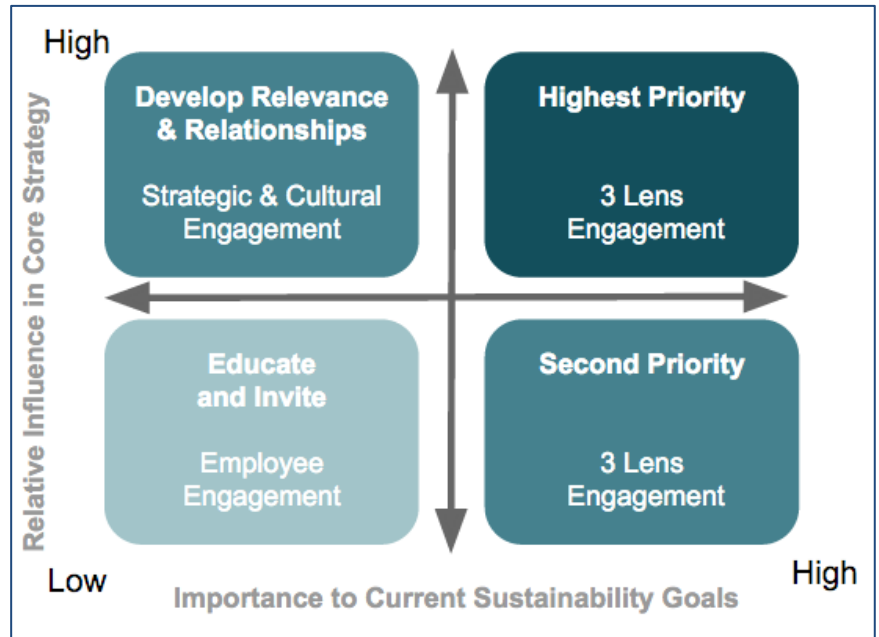 High
Relative Influence in Core Strategy
Develop Relevance
& Relationships
Strategic & Cultural
Engagement
Highest Priority
3 Lens
Engagement
Educate
and Invite
Employee
Engagement
Second Priority
3 Lens
Engagement
Low
Importance to Current Sustainability Goals
High